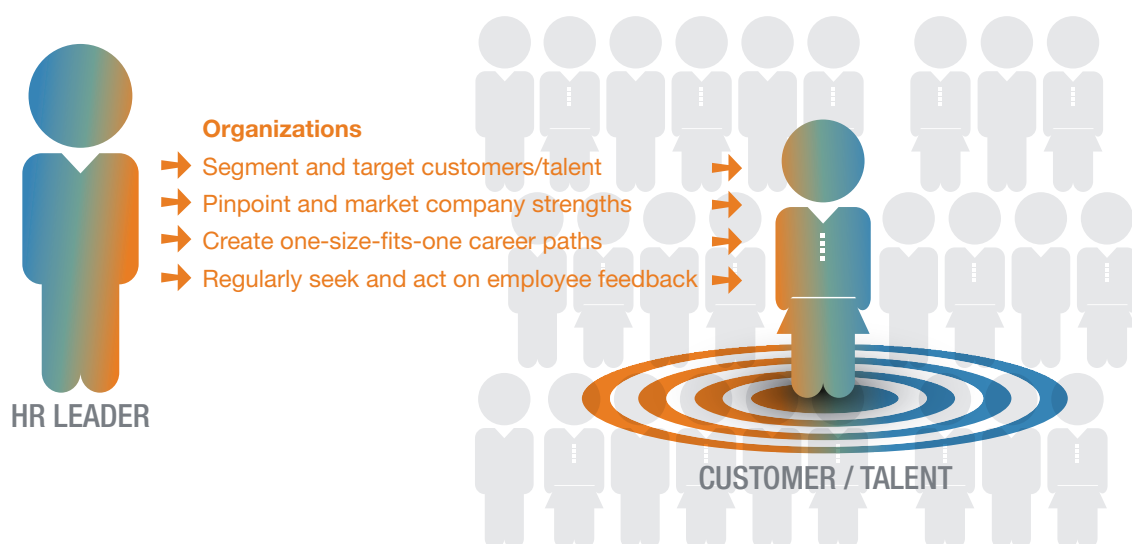 Organizations
Segment and target customers/talent
Pinpoint and market company strengths
Create one-size-fits-one career paths
Regularly seek and act on employee feedback
HR LEADER
CUSTOMER / TALENT